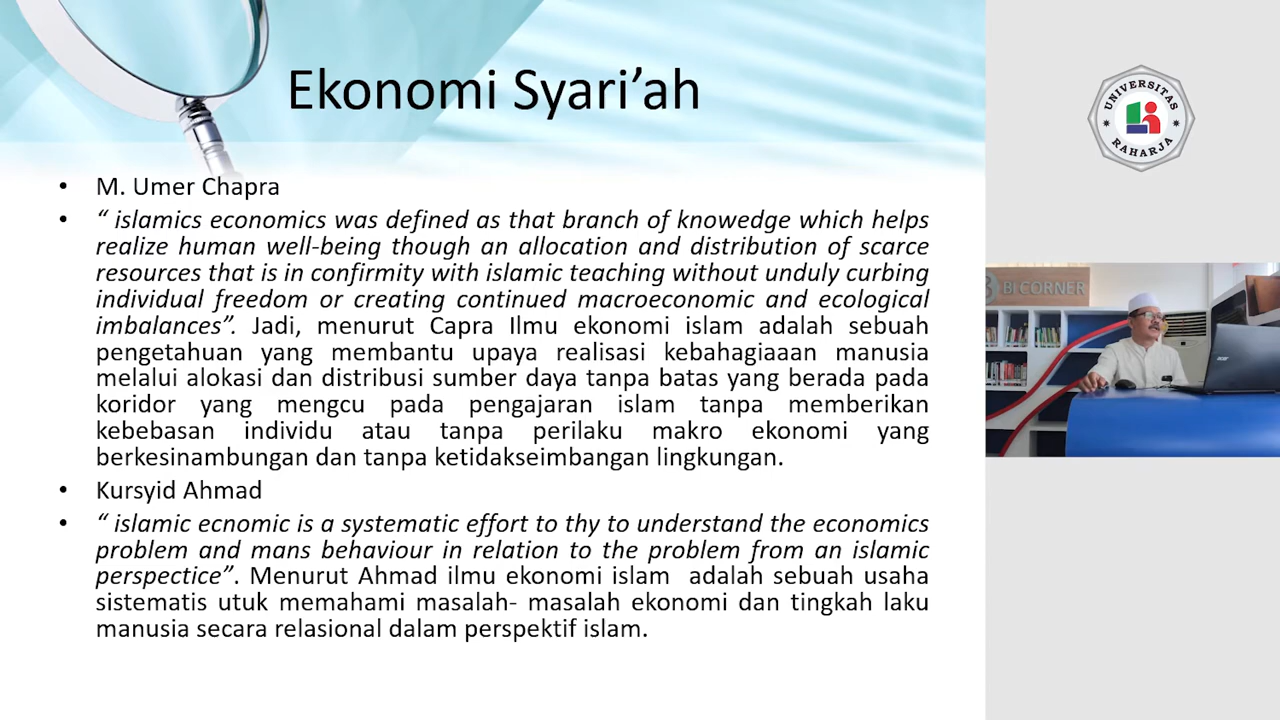 Ekonomi Syari’ah
• M. Umer Chapra
• “ islamics economics was defined as that branch of knowedge which helps
realize human well-being though an allocation and distribution of scarce
resources that is in confirmity with islamic teaching without unduly curbing
individual freedom or creating continued macroeconomic and ecological
imbalances”. Jadi, menurut Capra Ilmu ekonomi islam adalah sebuah
pengetahuan yang membantu upaya realisasi kebahagiaaan manusia
melalui alokasi dan distribusi sumber daya tanpa batas yang berada pada
koridor yang mengcu pada pengajaran islam tanpa memberikan
kebebasan individu atau tanpa perilaku makro ekonomi yang
berkesinambungan dan tanpa ketidakseimbangan lingkungan.
• Kursyid Ahmad
• “ islamic ecnomic is a systematic effort to thy to understand the economics
problem and mans behaviour in relation to the problem from an islamic
perspectice”. Menurut Ahmad ilmu ekonomi islam  adalah sebuah usaha
sistematis utuk memahami masalah- masalah ekonomi dan tingkah laku
manusia secara relasional dalam perspektif islam.
UNIVERSITAS
RAHARJA
BI CORNER
acer